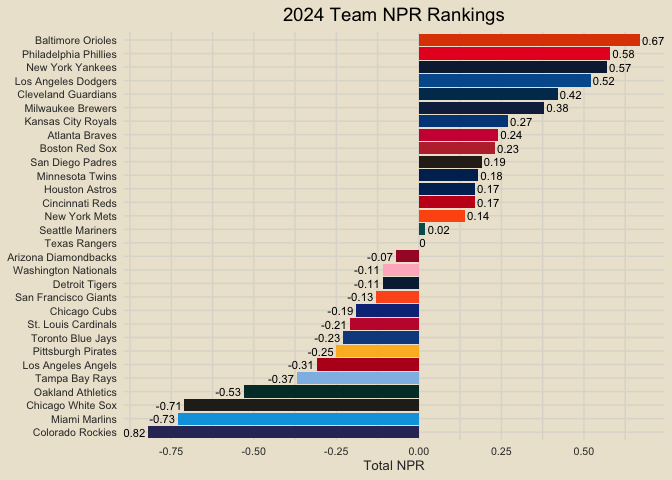 2024 Team NPR Rankings
Baltimore Orioles 0.67
Philadelphia Phillies 0.58
New York Yankees 0.57
Los Angeles Dodgers 0.52
Cleveland Guardians 0.42
Milwaukee Brewers 0.38
Kansas City Royals 0.27
Atlanta Braves 0.24
Boston Red Sox 0.23
San Diego Padres 0.19
Minnesota Twins 0.18
Houston Astros 0.17
Cincinnati Reds 0.17
New York Mets 0.14
Seattle Mariners 0.02
Texas Rangers 0
Arizona Diamondbacks -0.07
Washington Nationals -0.11
Detroit Tigers -0.11
San Francisco Giants -0.13
Chicago Cubs -0.19
St. Louis Cardinals -0.21
Toronto Blue Jays -0.23
Pittsburgh Pirates -0.25
Los Angeles Angels -0.31
Tampa Bay Rays -0.37
Oakland Athletics -0.53
Chicago White Sox -0.71
Miami Marlins -0.73
Colorado Rockies 0.82
-0.75 -0.50 -0.25 0.00 0.25 0.50
Total NPR